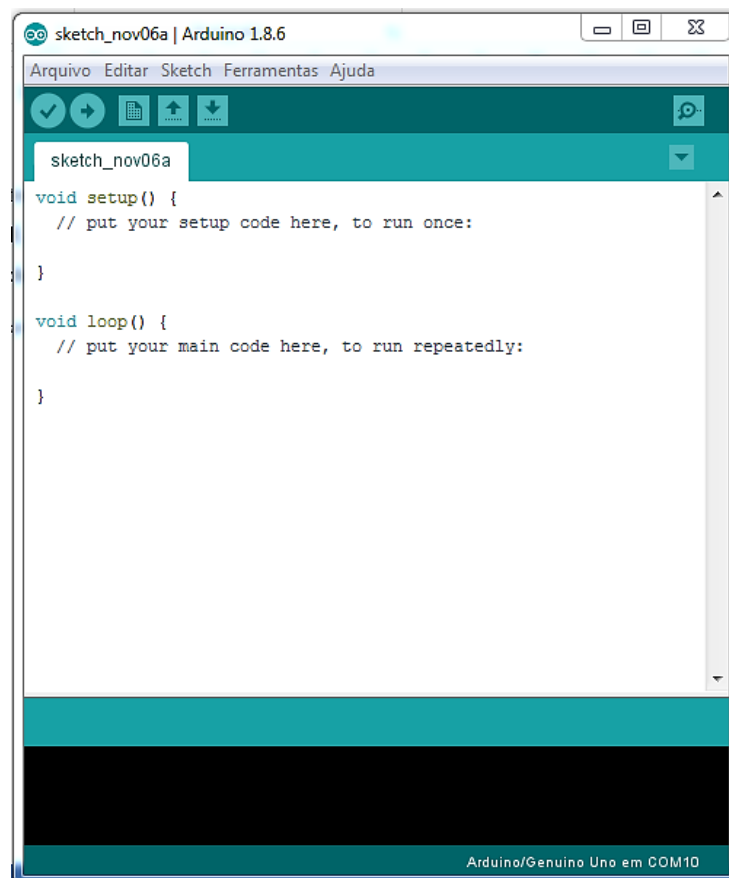 sketch_nov06a | Arduino 1.8.6
Arquivo Editar Sketch Ferramentas Ajuda
sketch_nov06a
void setup() {
// put your setup code here, to run once:
}
void loop() {
// put your main code here, to run repeatedly:
}
Arduino/Genuino Uno em COM10